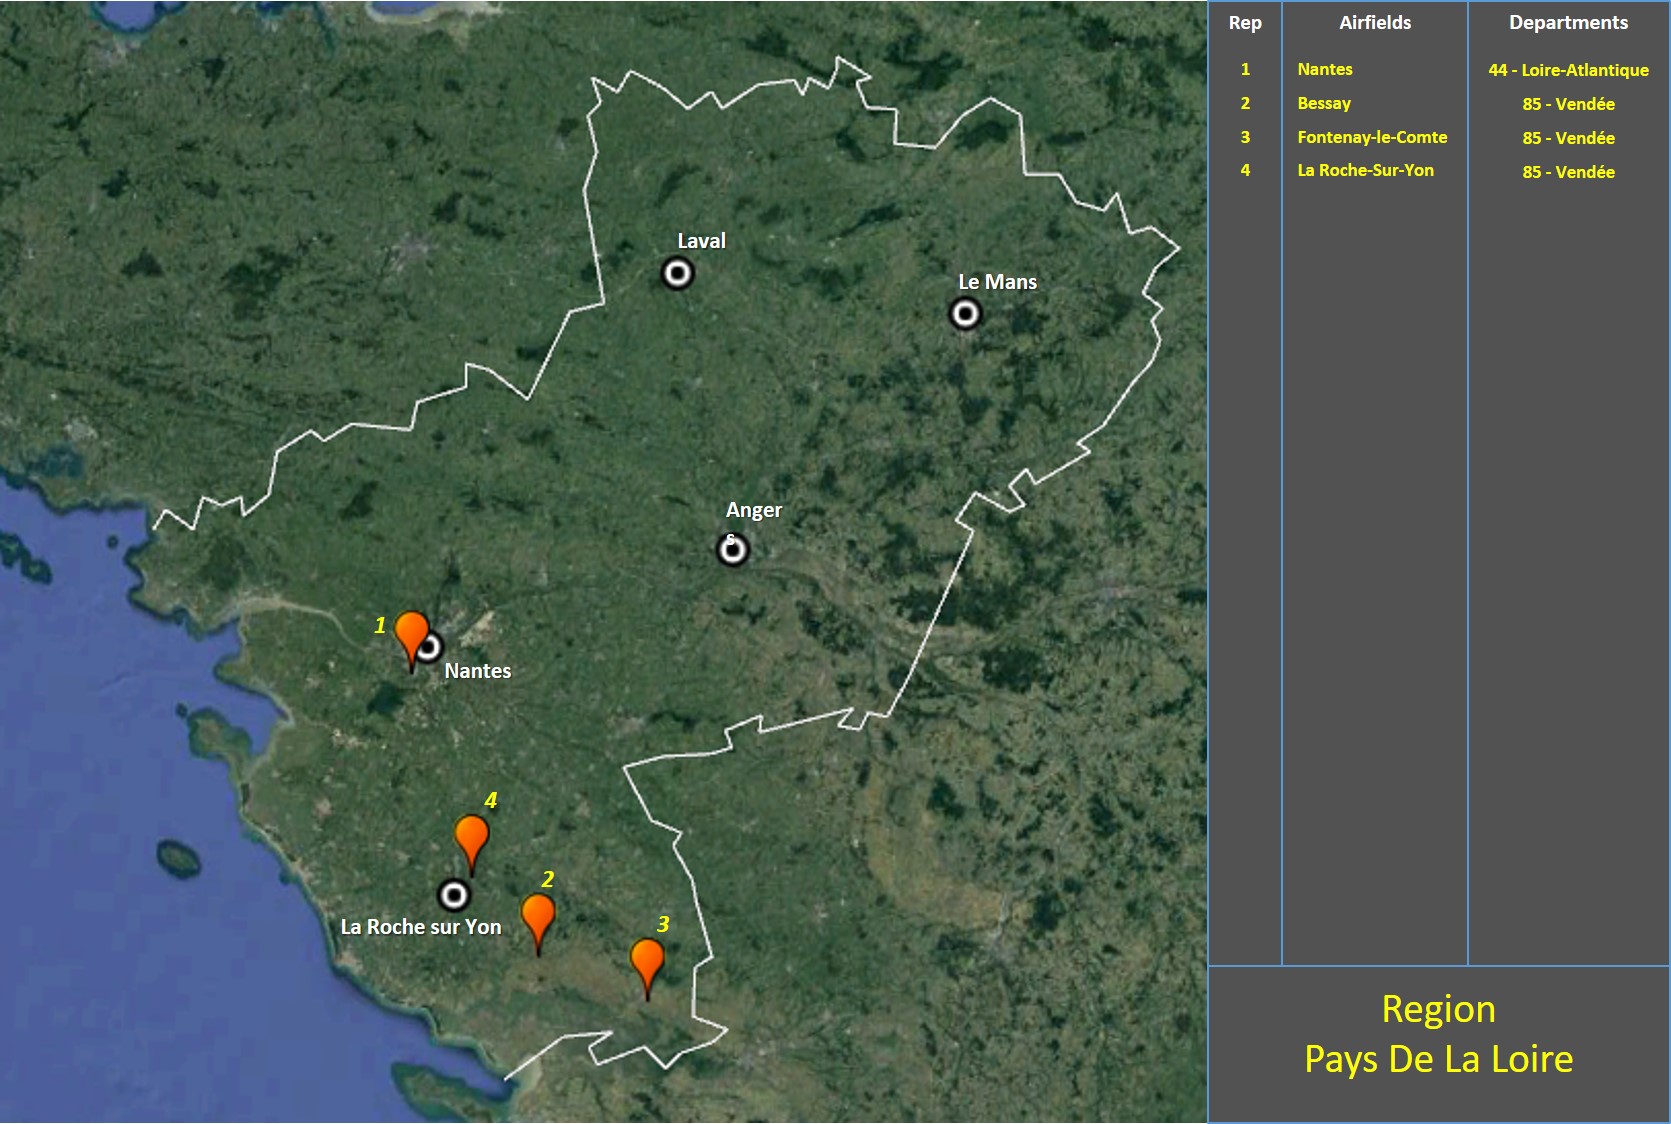 Rep Airfields Departments
1 Nantes 44 - Loire-Atlantique
2 Bessay 85 - Vendée
3 Fontenay-le-Comte 85 - Vendée
4 La Roche-Sur-Yon 85 - Vendée
Laval
Le Mans
Anger
s
1
Nantes
4
2
La Roche sur Yon
3
Region
Pays De La Loire